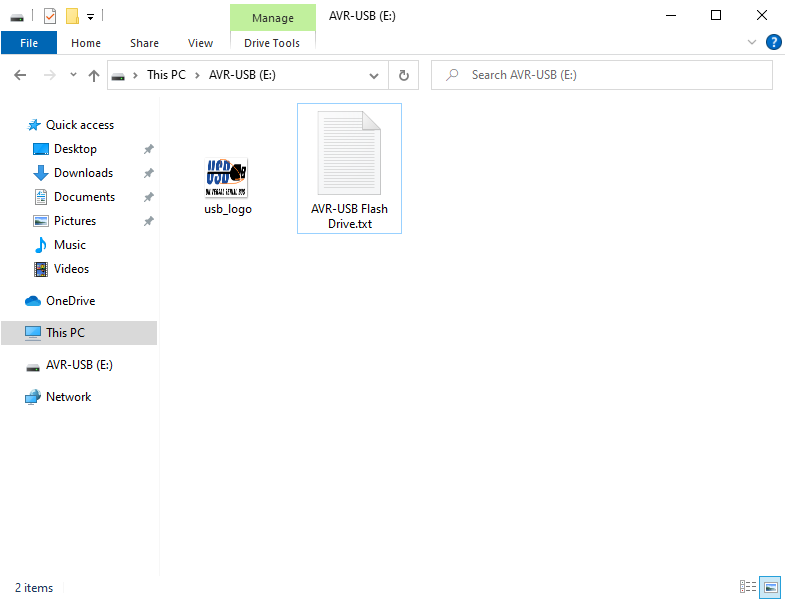 Manage
AVR-USB (E:)
File
Home
Share
View
Drive Tools
This PC
AVR-USB (E:)
Search AVR-USB (E:)
Quick access
Desktop
Downloads
Documents
Pictures
Music
Videos
OneDrive
This PC
AVR-USB (E:)
Network
USB
usb_logo
AVR-USB Flash
Drive.txt
2 items